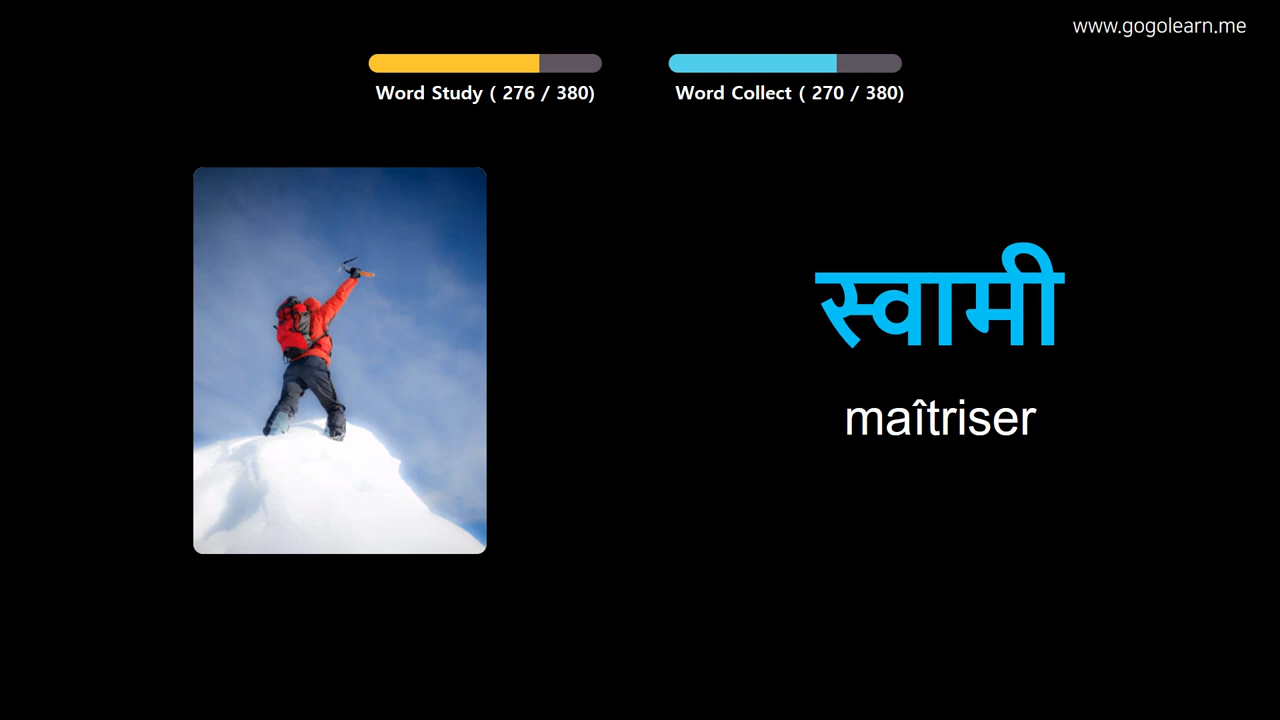 www.gogolearn.me
Word Study ( 276 / 380)
Word Collect ( 270 / 380)
स्वामी
maîtriser